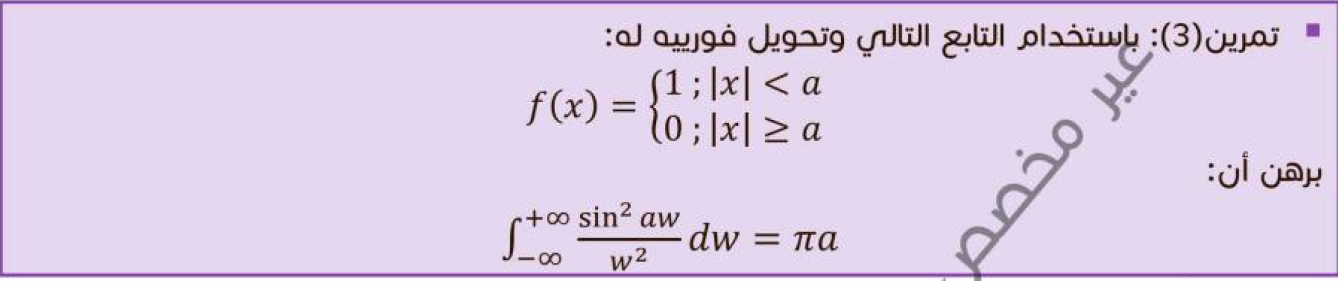 ▪ تمرين(3): باستخدام التابع التالي وتحويل فورييه له:
f(x) = {1 ; |x| < a
{0 ; |x| ≥ a
برهن أن:
∫_{-∞}^{+∞} sin² aw / w² dw = πa
غير مخصص